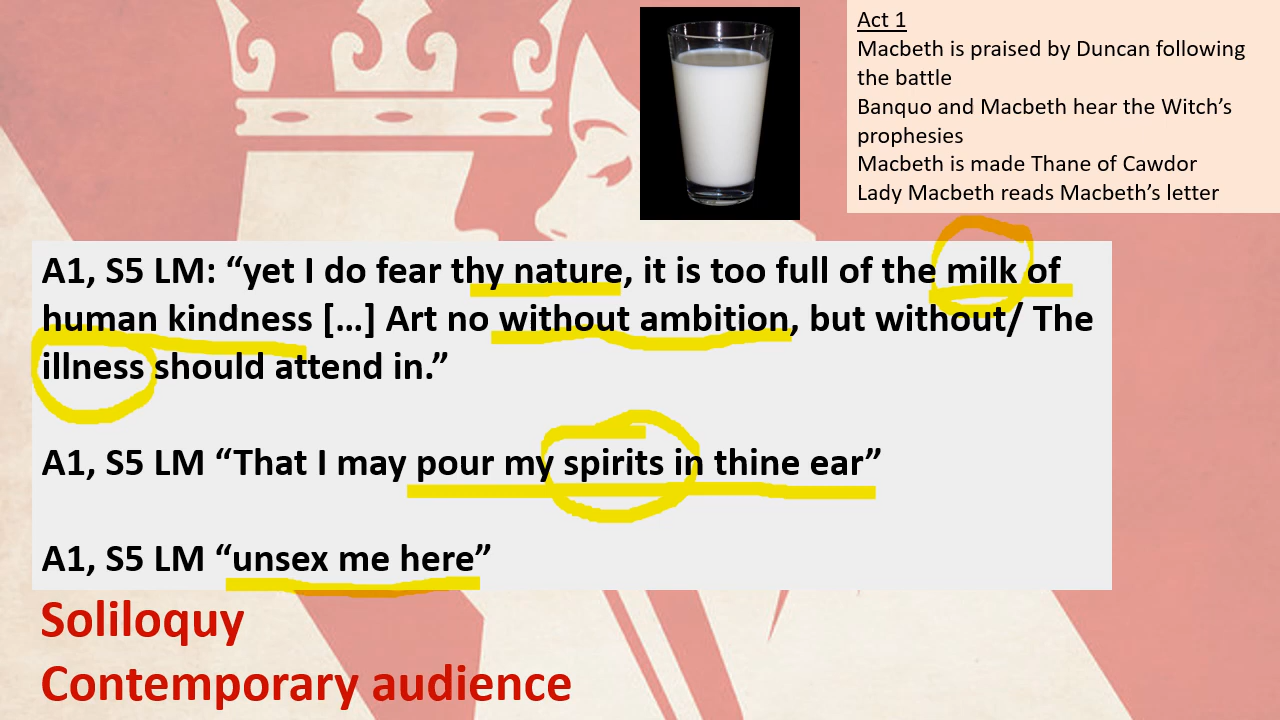 Act 1
Macbeth is praised by Duncan following
the battle
Banquo and Macbeth hear the Witch’s
prophesies
Macbeth is made Thane of Cawdor
Lady Macbeth reads Macbeth’s letter
A1, S5 LM: “yet I do fear thy nature, it is too full of the milk of
human kindness […] Art no without ambition, but without/ The
illness should attend in.”
A1, S5 LM “That I may pour my spirits in thine ear”
A1, S5 LM “unsex me here”
Soliloquy
Contemporary audience